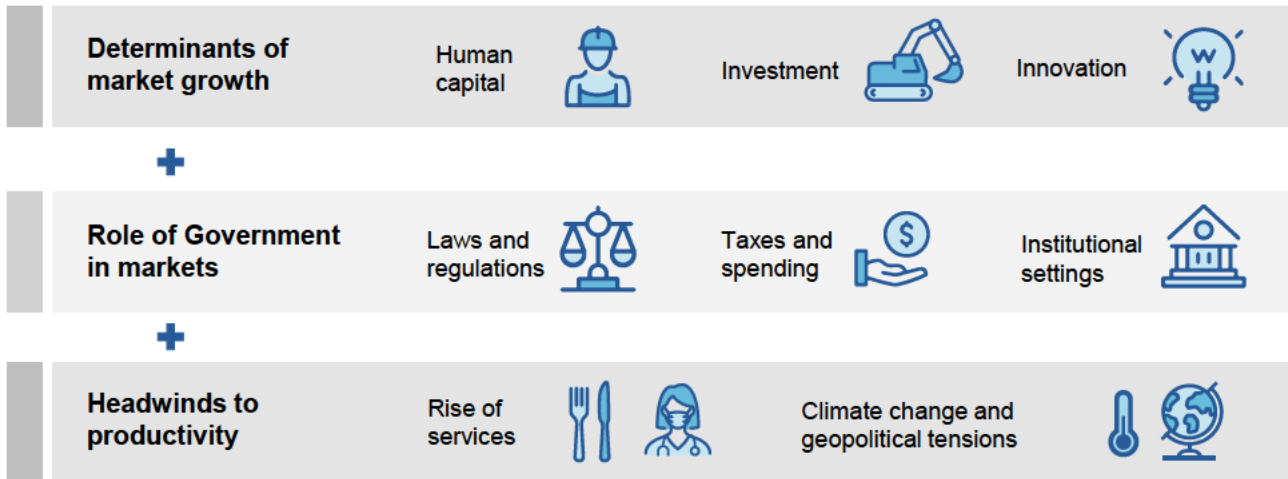 Determinants of
market growth
Human
capital
Investment
Innovation
Role of Government
in markets
Laws and
regulations
Taxes and
spending
$
Institutional
settings
Headwinds to
productivity
Rise of
services
Climate change and
geopolitical tensions